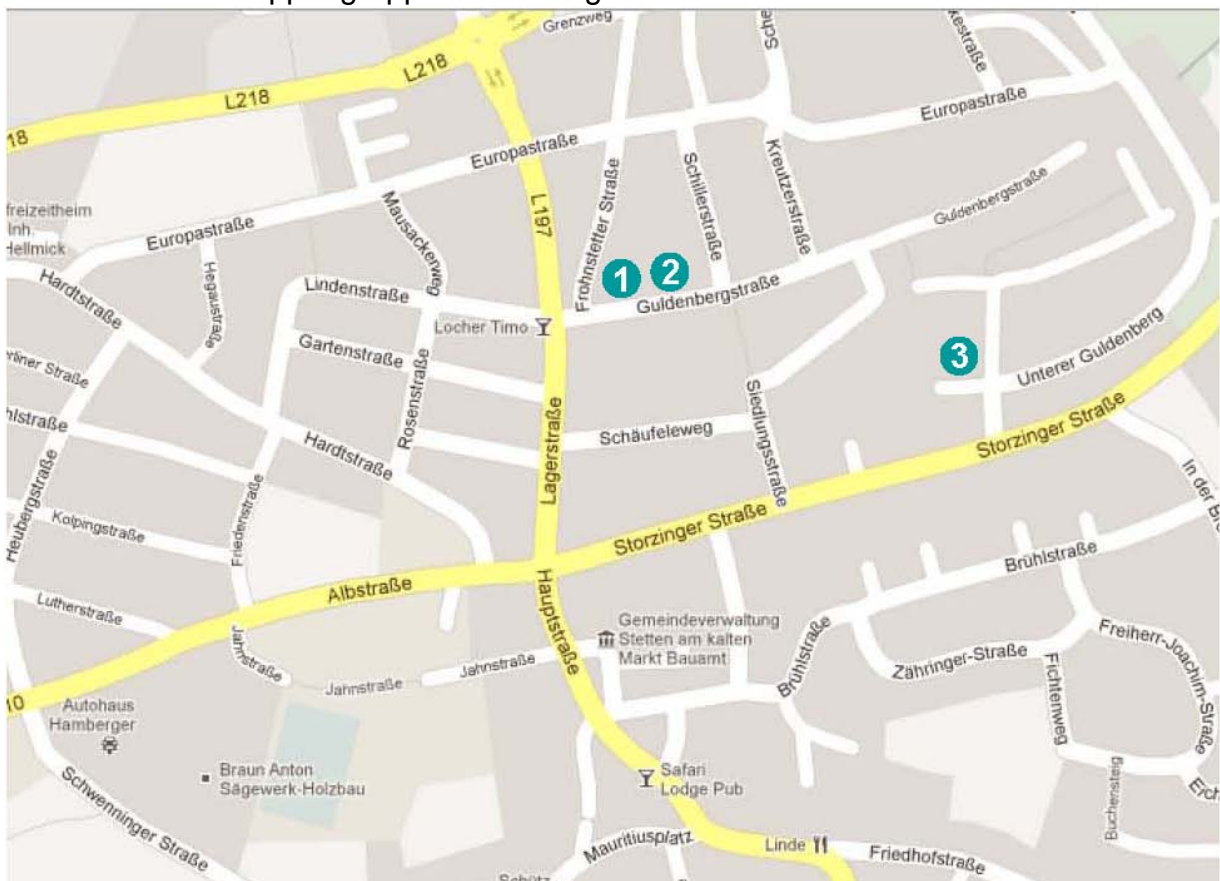 Grenzweg
L218
L218
18
Europastraße
Europastraße
Europastraße
Mausackerweg
L197
Frohnstetter Straße
Schillerstraße
Kreutzerstraße
Guldenbergstraße
freizeitheim
Inh.
Hellmick
Hardtstraße
Lindenstraße
1
2
Guldenbergstraße
Locher Timo
Gartenstraße
3
Unterer Guldenberg
Rosenstraße
Lagerstraße
Schäufeleweg
Siedlungsstraße
Storzinger Straße
Hardtstraße
Heubergstraße
Kolpingstraße
Friedenstraße
Storzinger Straße
Brühlstraße
Albstraße
Hauptstraße
Lutherstraße
Jahnstraße
Jahnstraße
Jahnstraße
Gemeindeverwaltung
Stetten am kalten
Markt Bauamt
Brühlstraße
Zähringer-Straße
Fichtenweg
Freiherr-Joachim-Straße
10
Autohaus
Hamberger
Braun Anton
Sägewerk-Holzbau
Safari
Lodge Pub
Buchensteig
Schwenninger Straße
Mauritiusplatz
Linde
Friedhofstraße